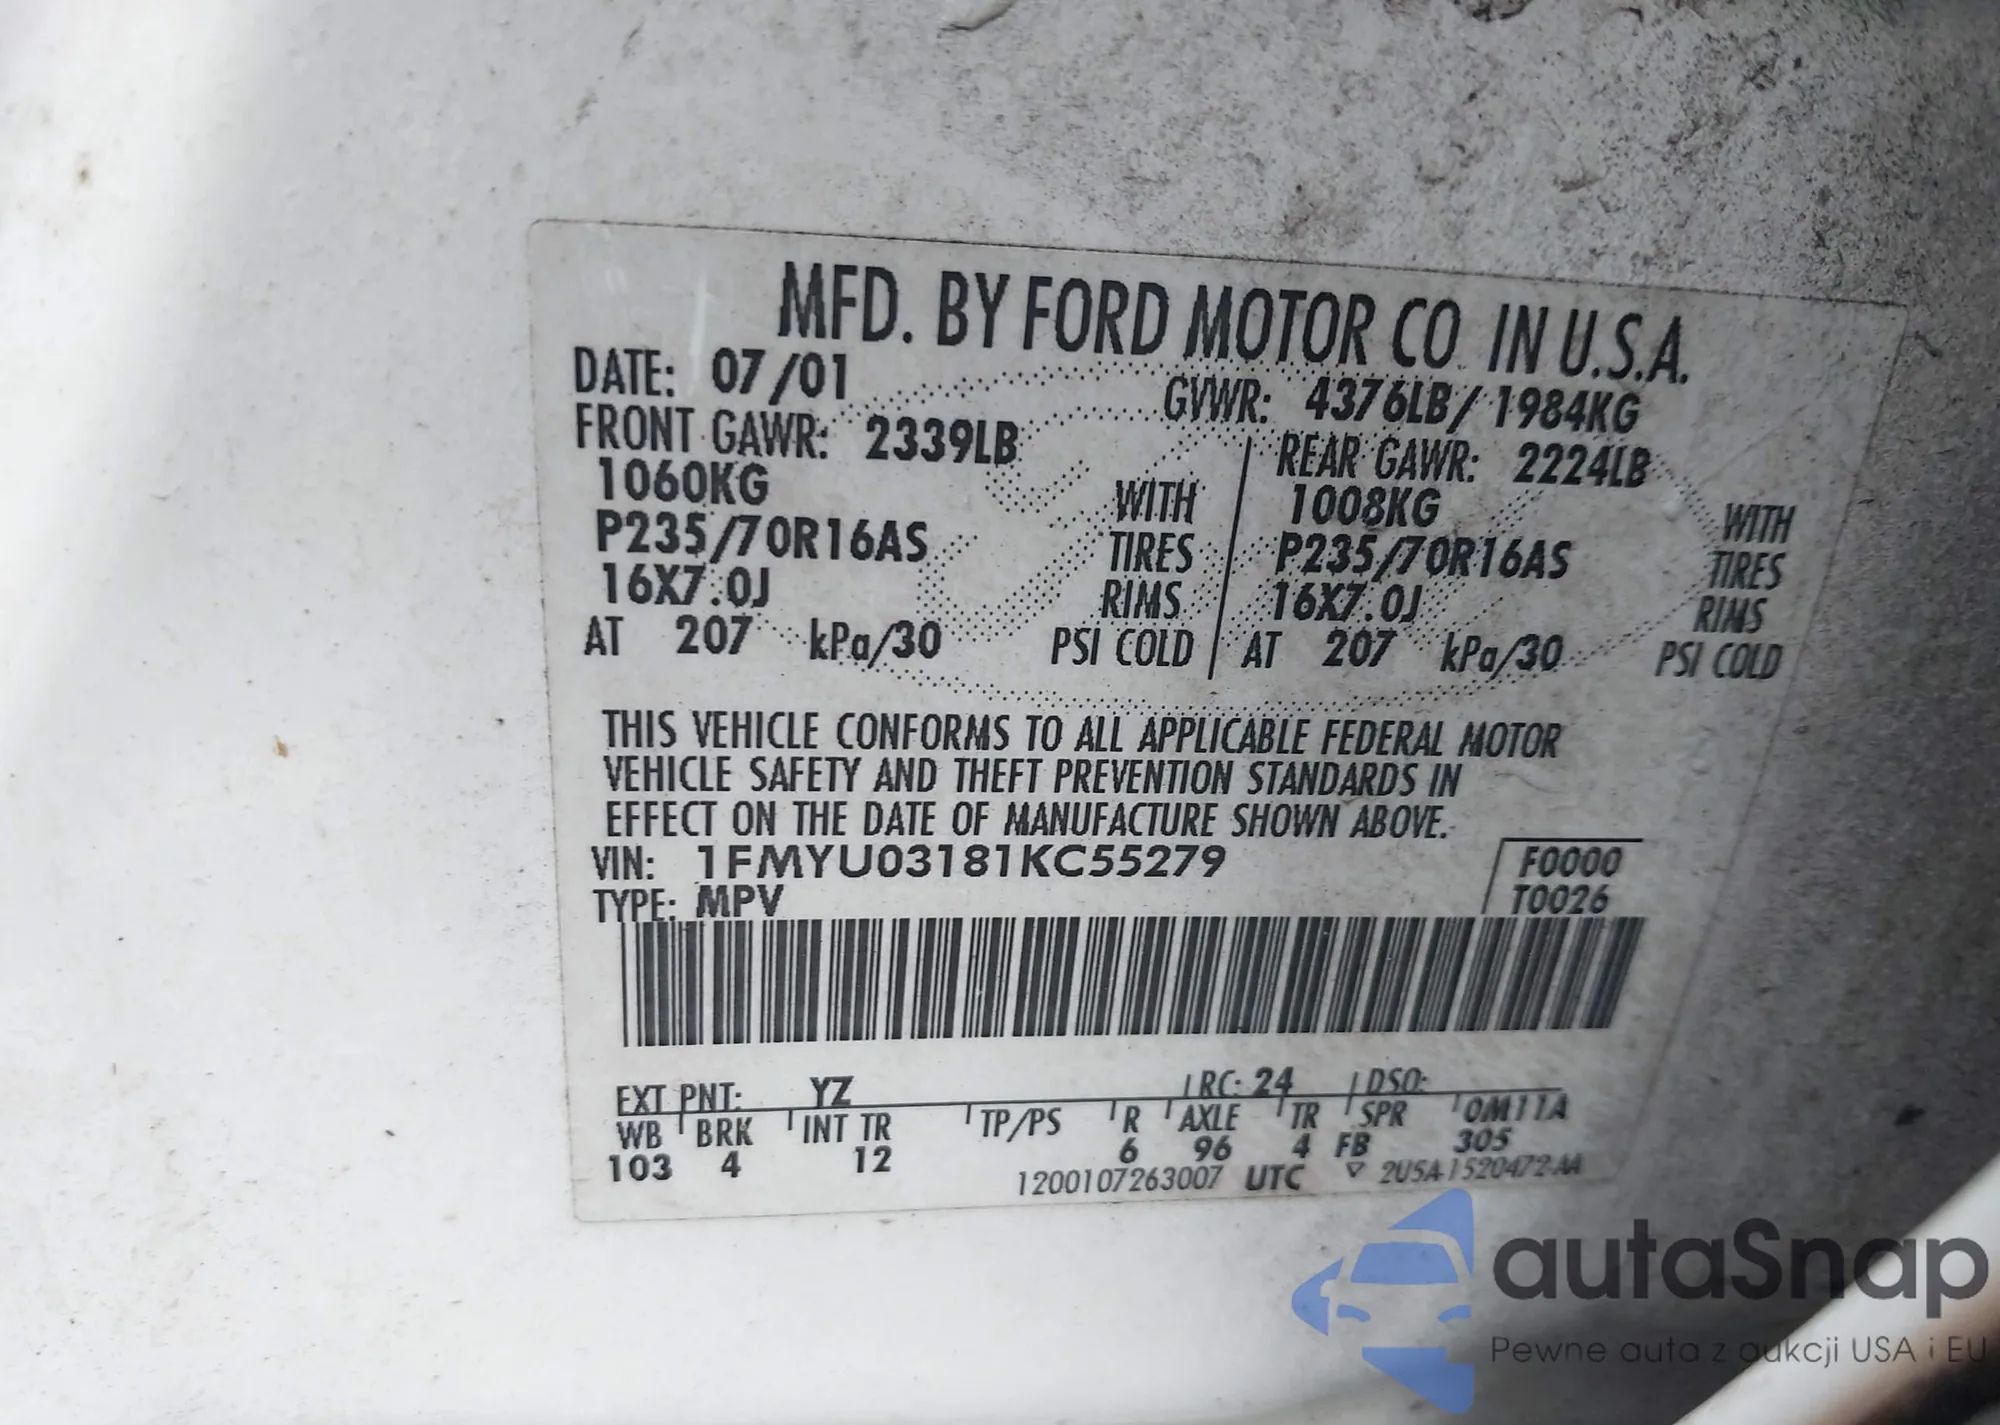 MFD. BY FORD MOTOR CO. IN U.S.A.
DATE: 07/01 GVWR: 4376LB/ 1984KG
FRONT GAWR: 2339LB REAR GAWR: 2224LB
1060KG WITH 1008KG WITH
P235/70R16AS TIRES P235/70R16AS TIRES
16X7.0J RIMS 16X7.0J RIMS
AT 207 kPa/30 PSI COLD AT 207 kPa/30 PSI COLD
THIS VEHICLE CONFORMS TO ALL APPLICABLE FEDERAL MOTOR
VEHICLE SAFETY AND THEFT PREVENTION STANDARDS IN
EFFECT ON THE DATE OF MANUFACTURE SHOWN ABOVE.
VIN: 1FMYU03181KC55279 F0000
TYPE: MPV T0026
EXT PNT: YZ RC: 24 DSO:
WB BRK INT TR TP/PS R AXLE TR SPR OM11A
103 4 12 6 96 4 FB 305
1200107263007 UTC ▽ 2U5A-1520472-AA
autaSnap
Pewne auta z aukcji USA i EU